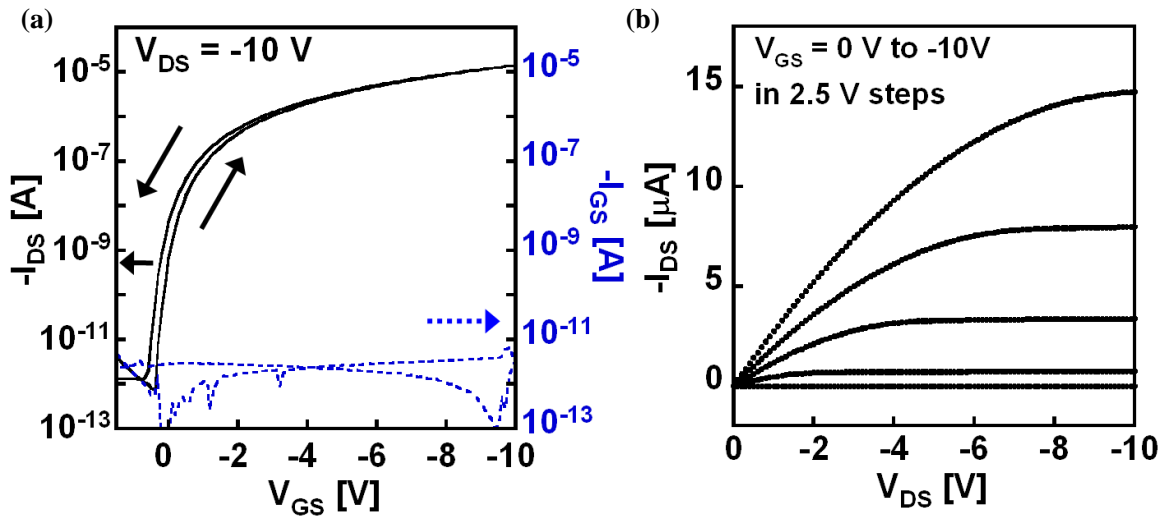 (a)
V_DS = -10 V
10^-5
10^-7
10^-9
10^-11
10^-13
-I_DS [A]
10^-5
10^-7
10^-9
10^-11
10^-13
-I_GS [A]
0 -2 -4 -6 -8 -10
V_GS [V]
(b)
V_GS = 0 V to -10V
in 2.5 V steps
15
10
5
0
-I_DS [μA]
0 -2 -4 -6 -8 -10
V_DS [V]